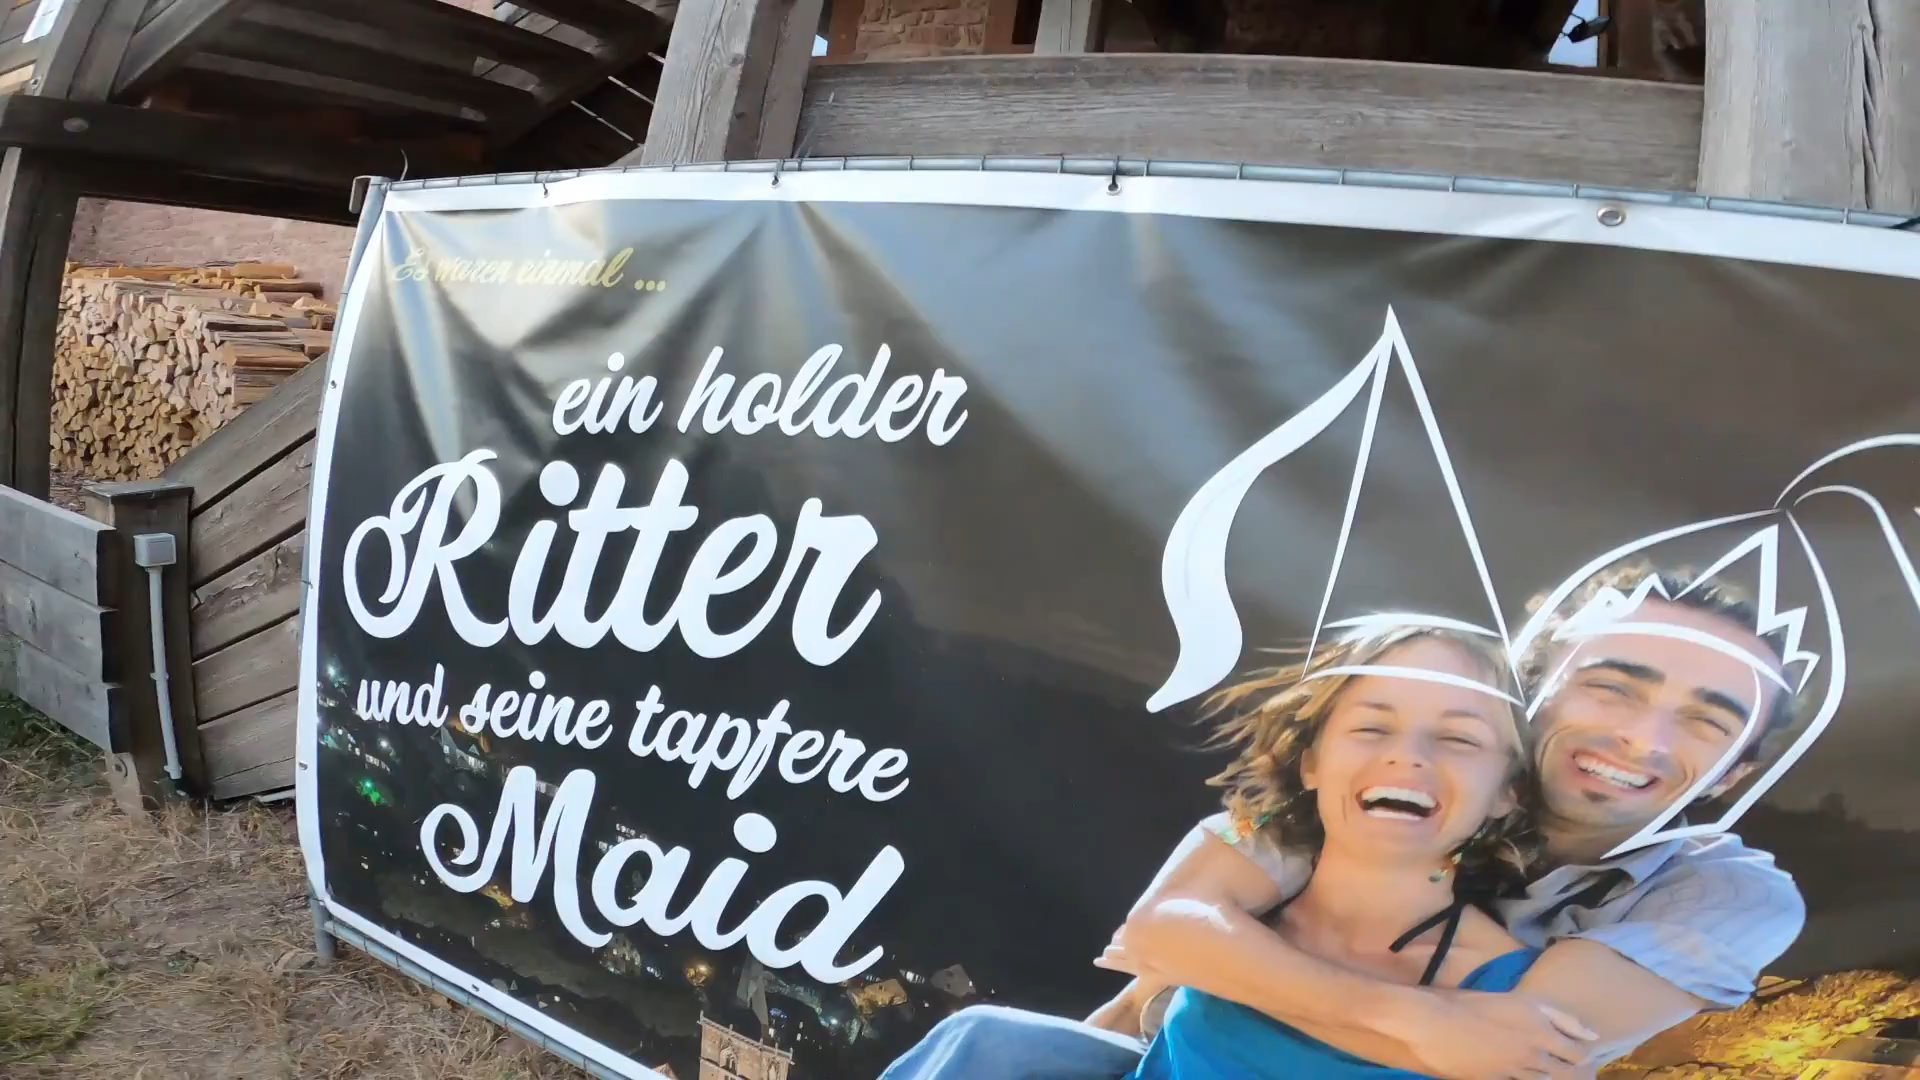 Es waren einmal ...
ein holder
Ritter
und seine tapfere
Maid